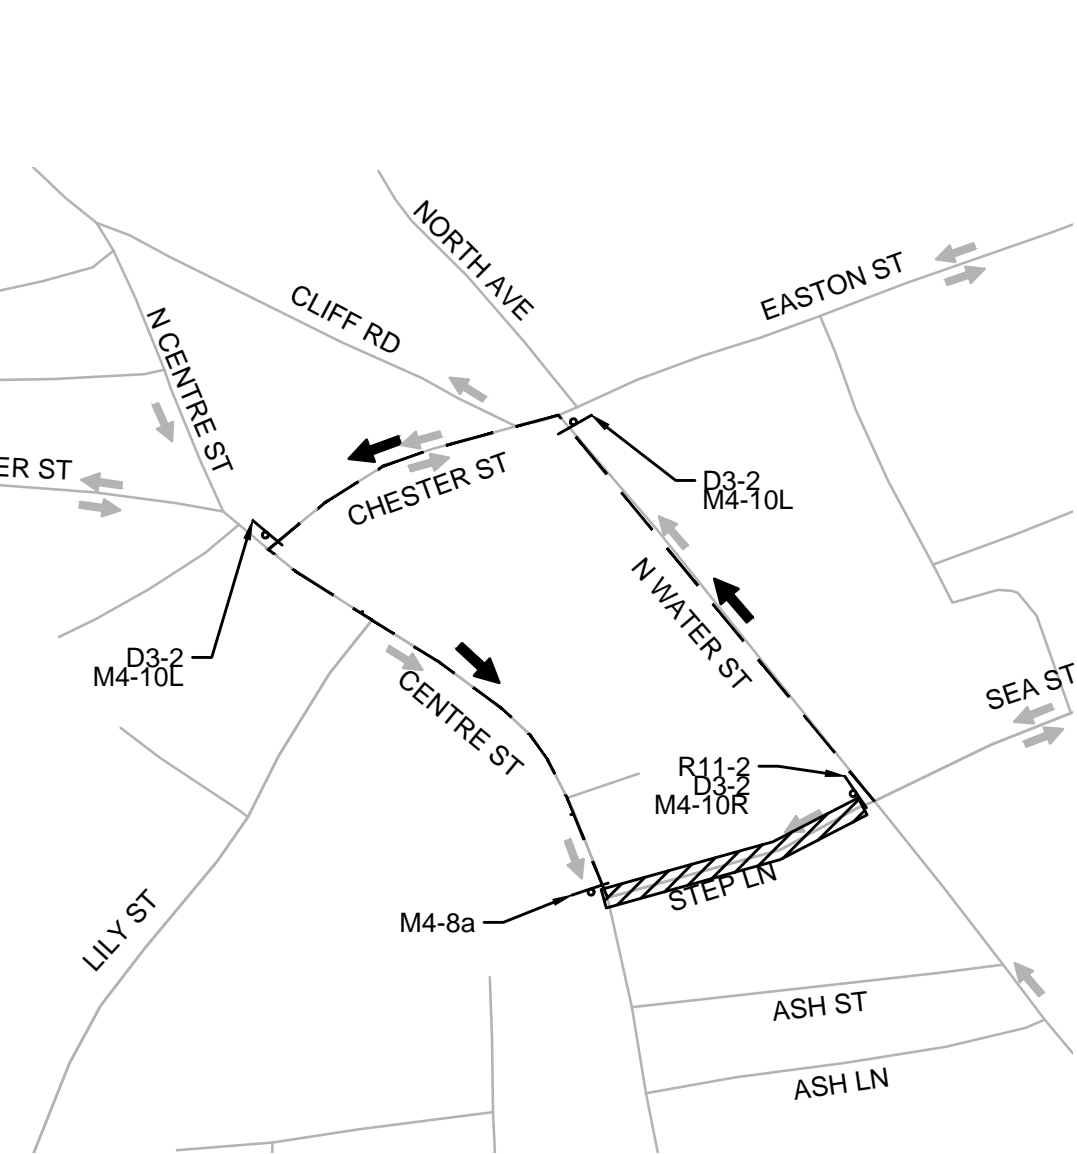 NORTH AVE
EASTON ST
CLIFF RD
N CENTRE ST
ER ST
CHESTER ST
D3-2
M4-10L
N WATER ST
D3-2
M4-10L
CENTRE ST
SEA ST
R11-2
D3-2
M4-10R
STEP LN
M4-8a
LILY ST
ASH ST
ASH LN